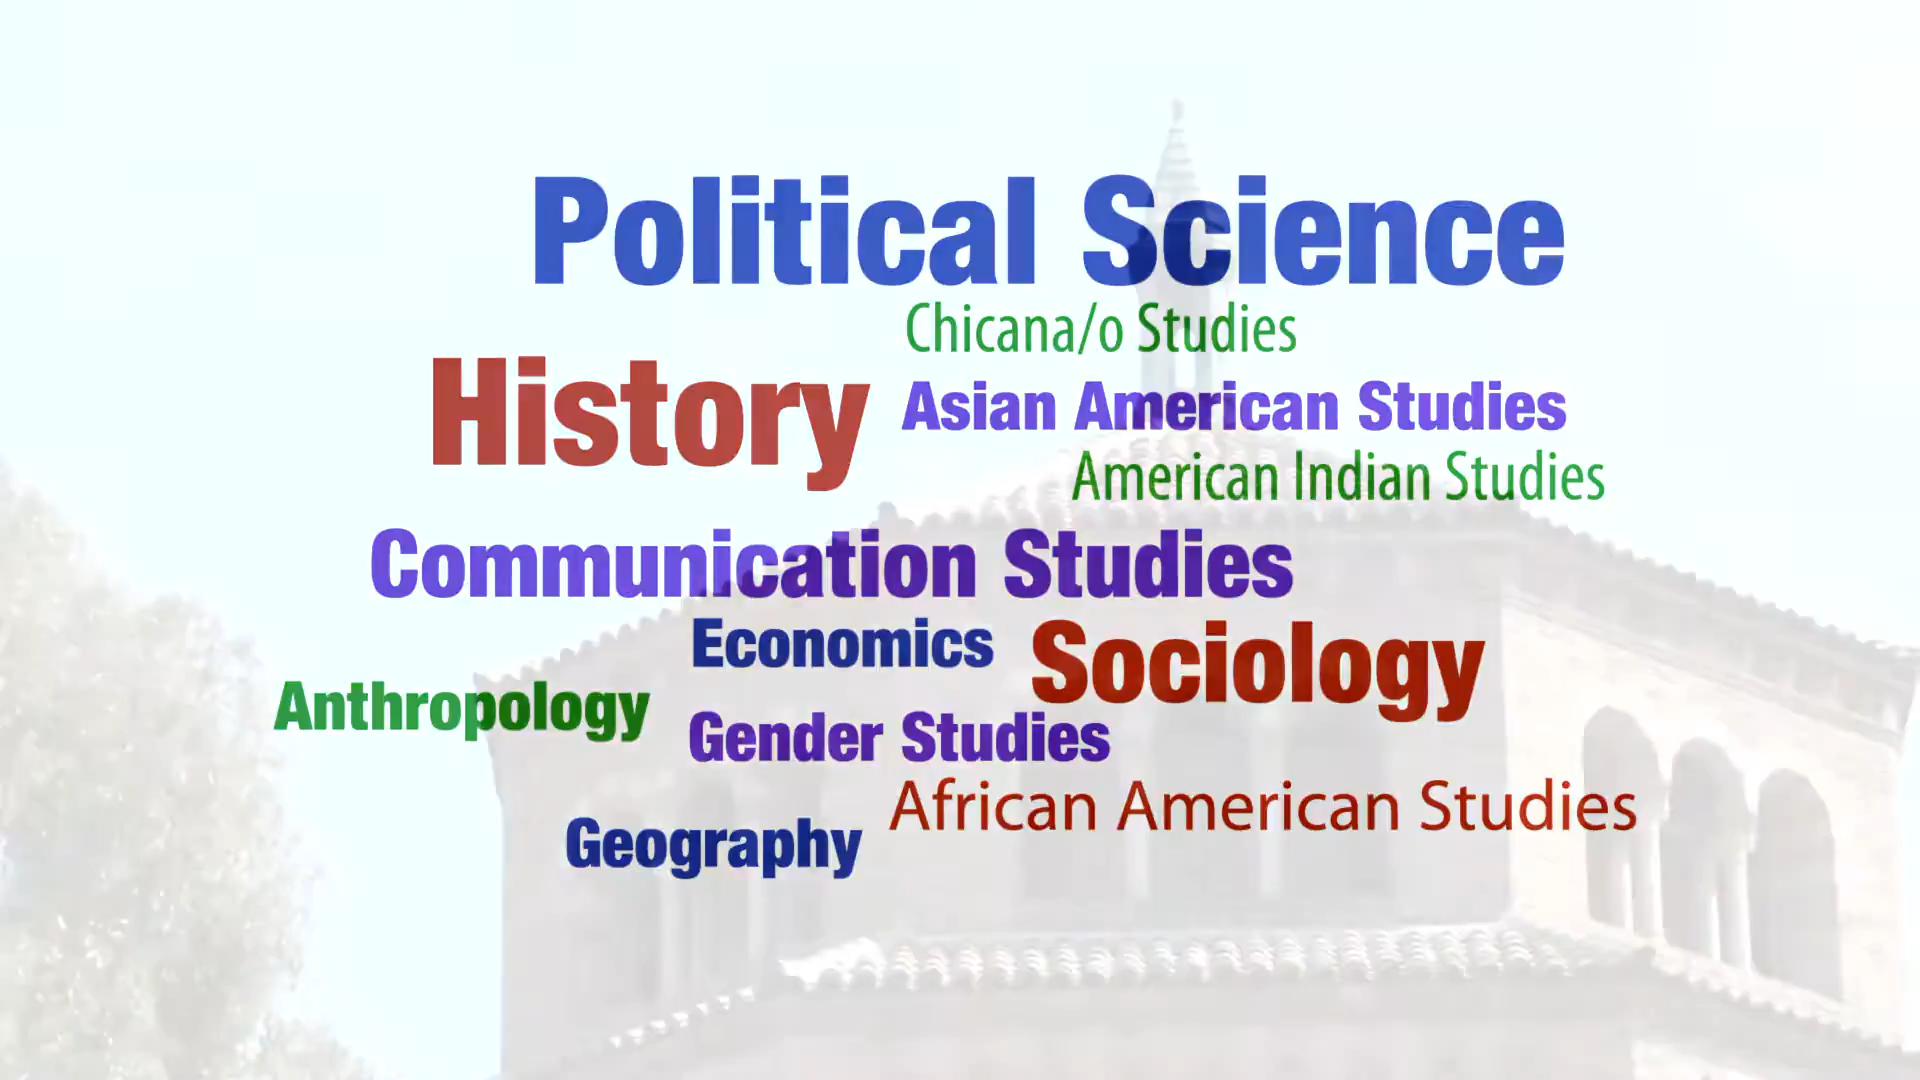 Political Science
Chicana/o Studies
History
Asian American Studies
American Indian Studies
Communication Studies
Economics
Sociology
Anthropology
Gender Studies
African American Studies
Geography